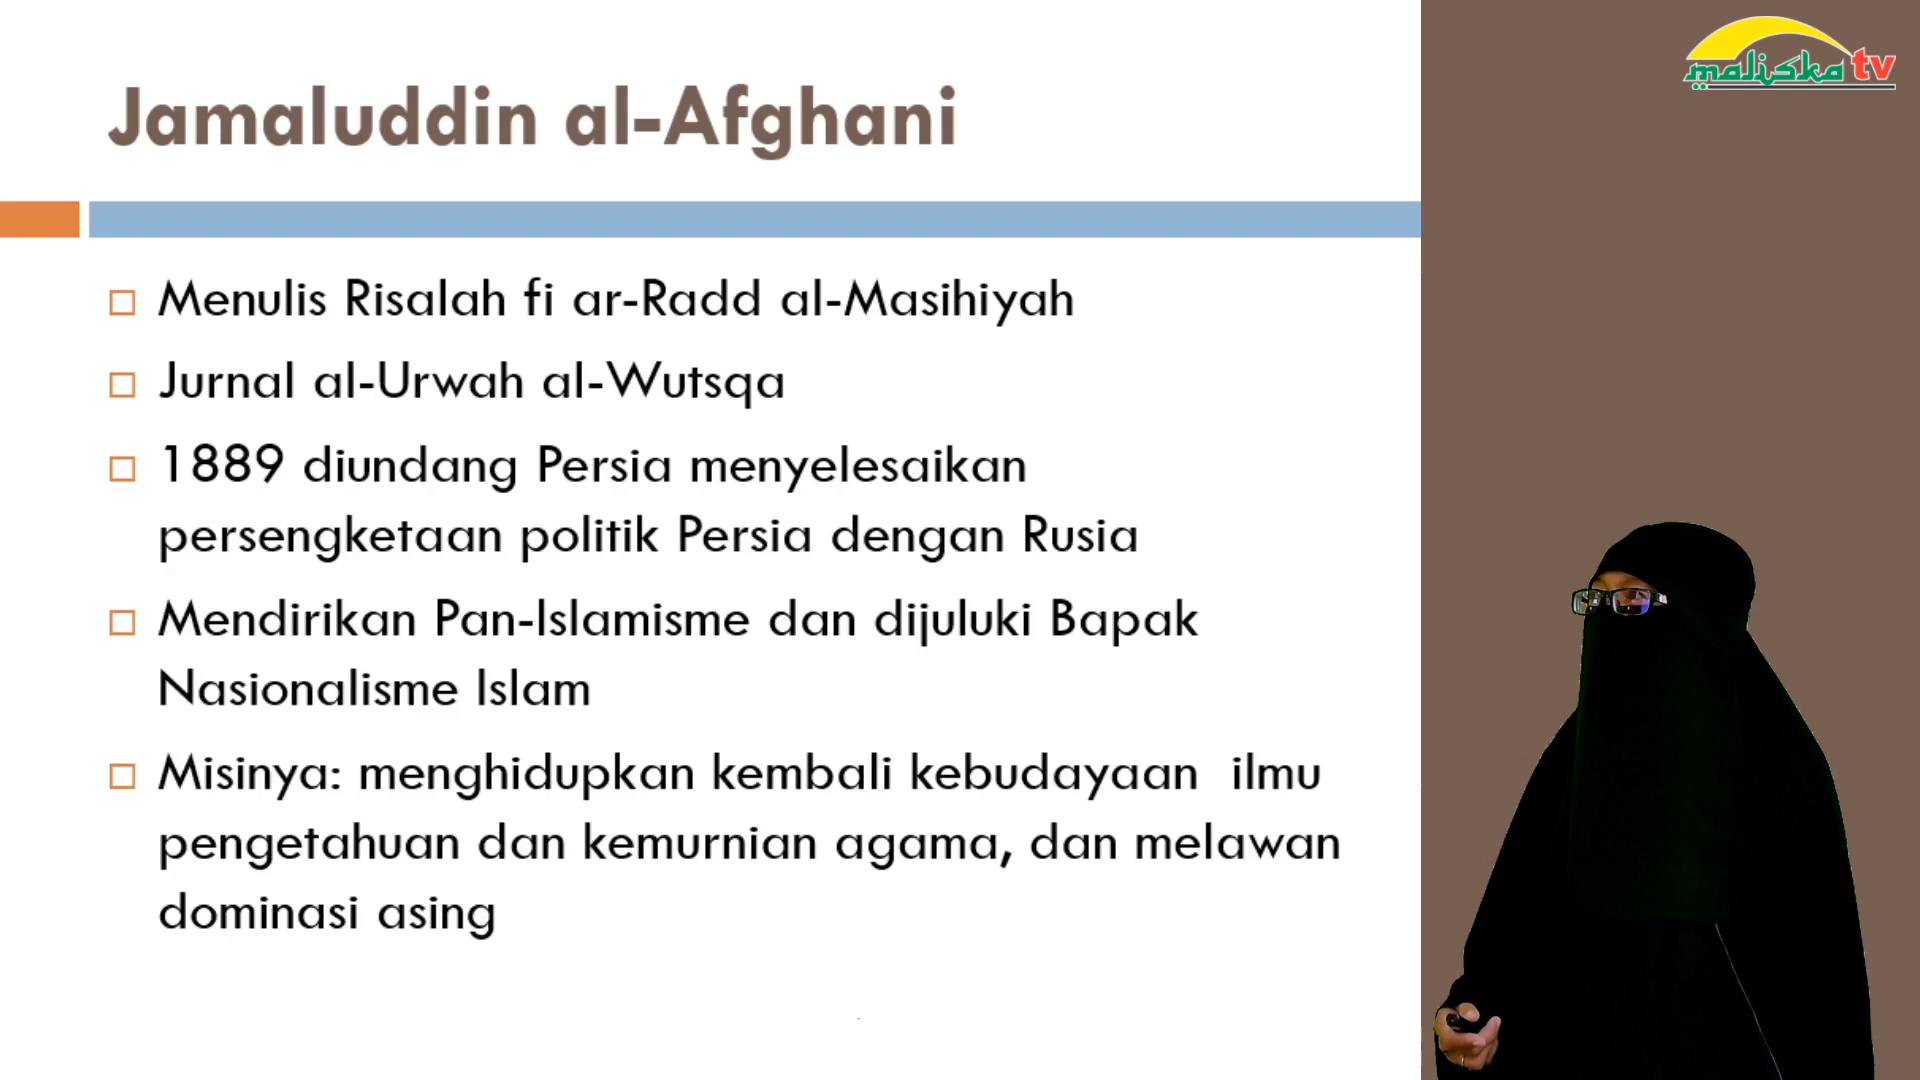 maliska tv
Jamaluddin al-Afghani
Menulis Risalah fi ar-Radd al-Masihiyah
Jurnal al-Urwah al-Wutsqa
1889 diundang Persia menyelesaikan
persengketaan politik Persia dengan Rusia
Mendirikan Pan-Islamisme dan dijuluki Bapak
Nasionalisme Islam
Misinya: menghidupkan kembali kebudayaan  ilmu
pengetahuan dan kemurnian agama, dan melawan
dominasi asing